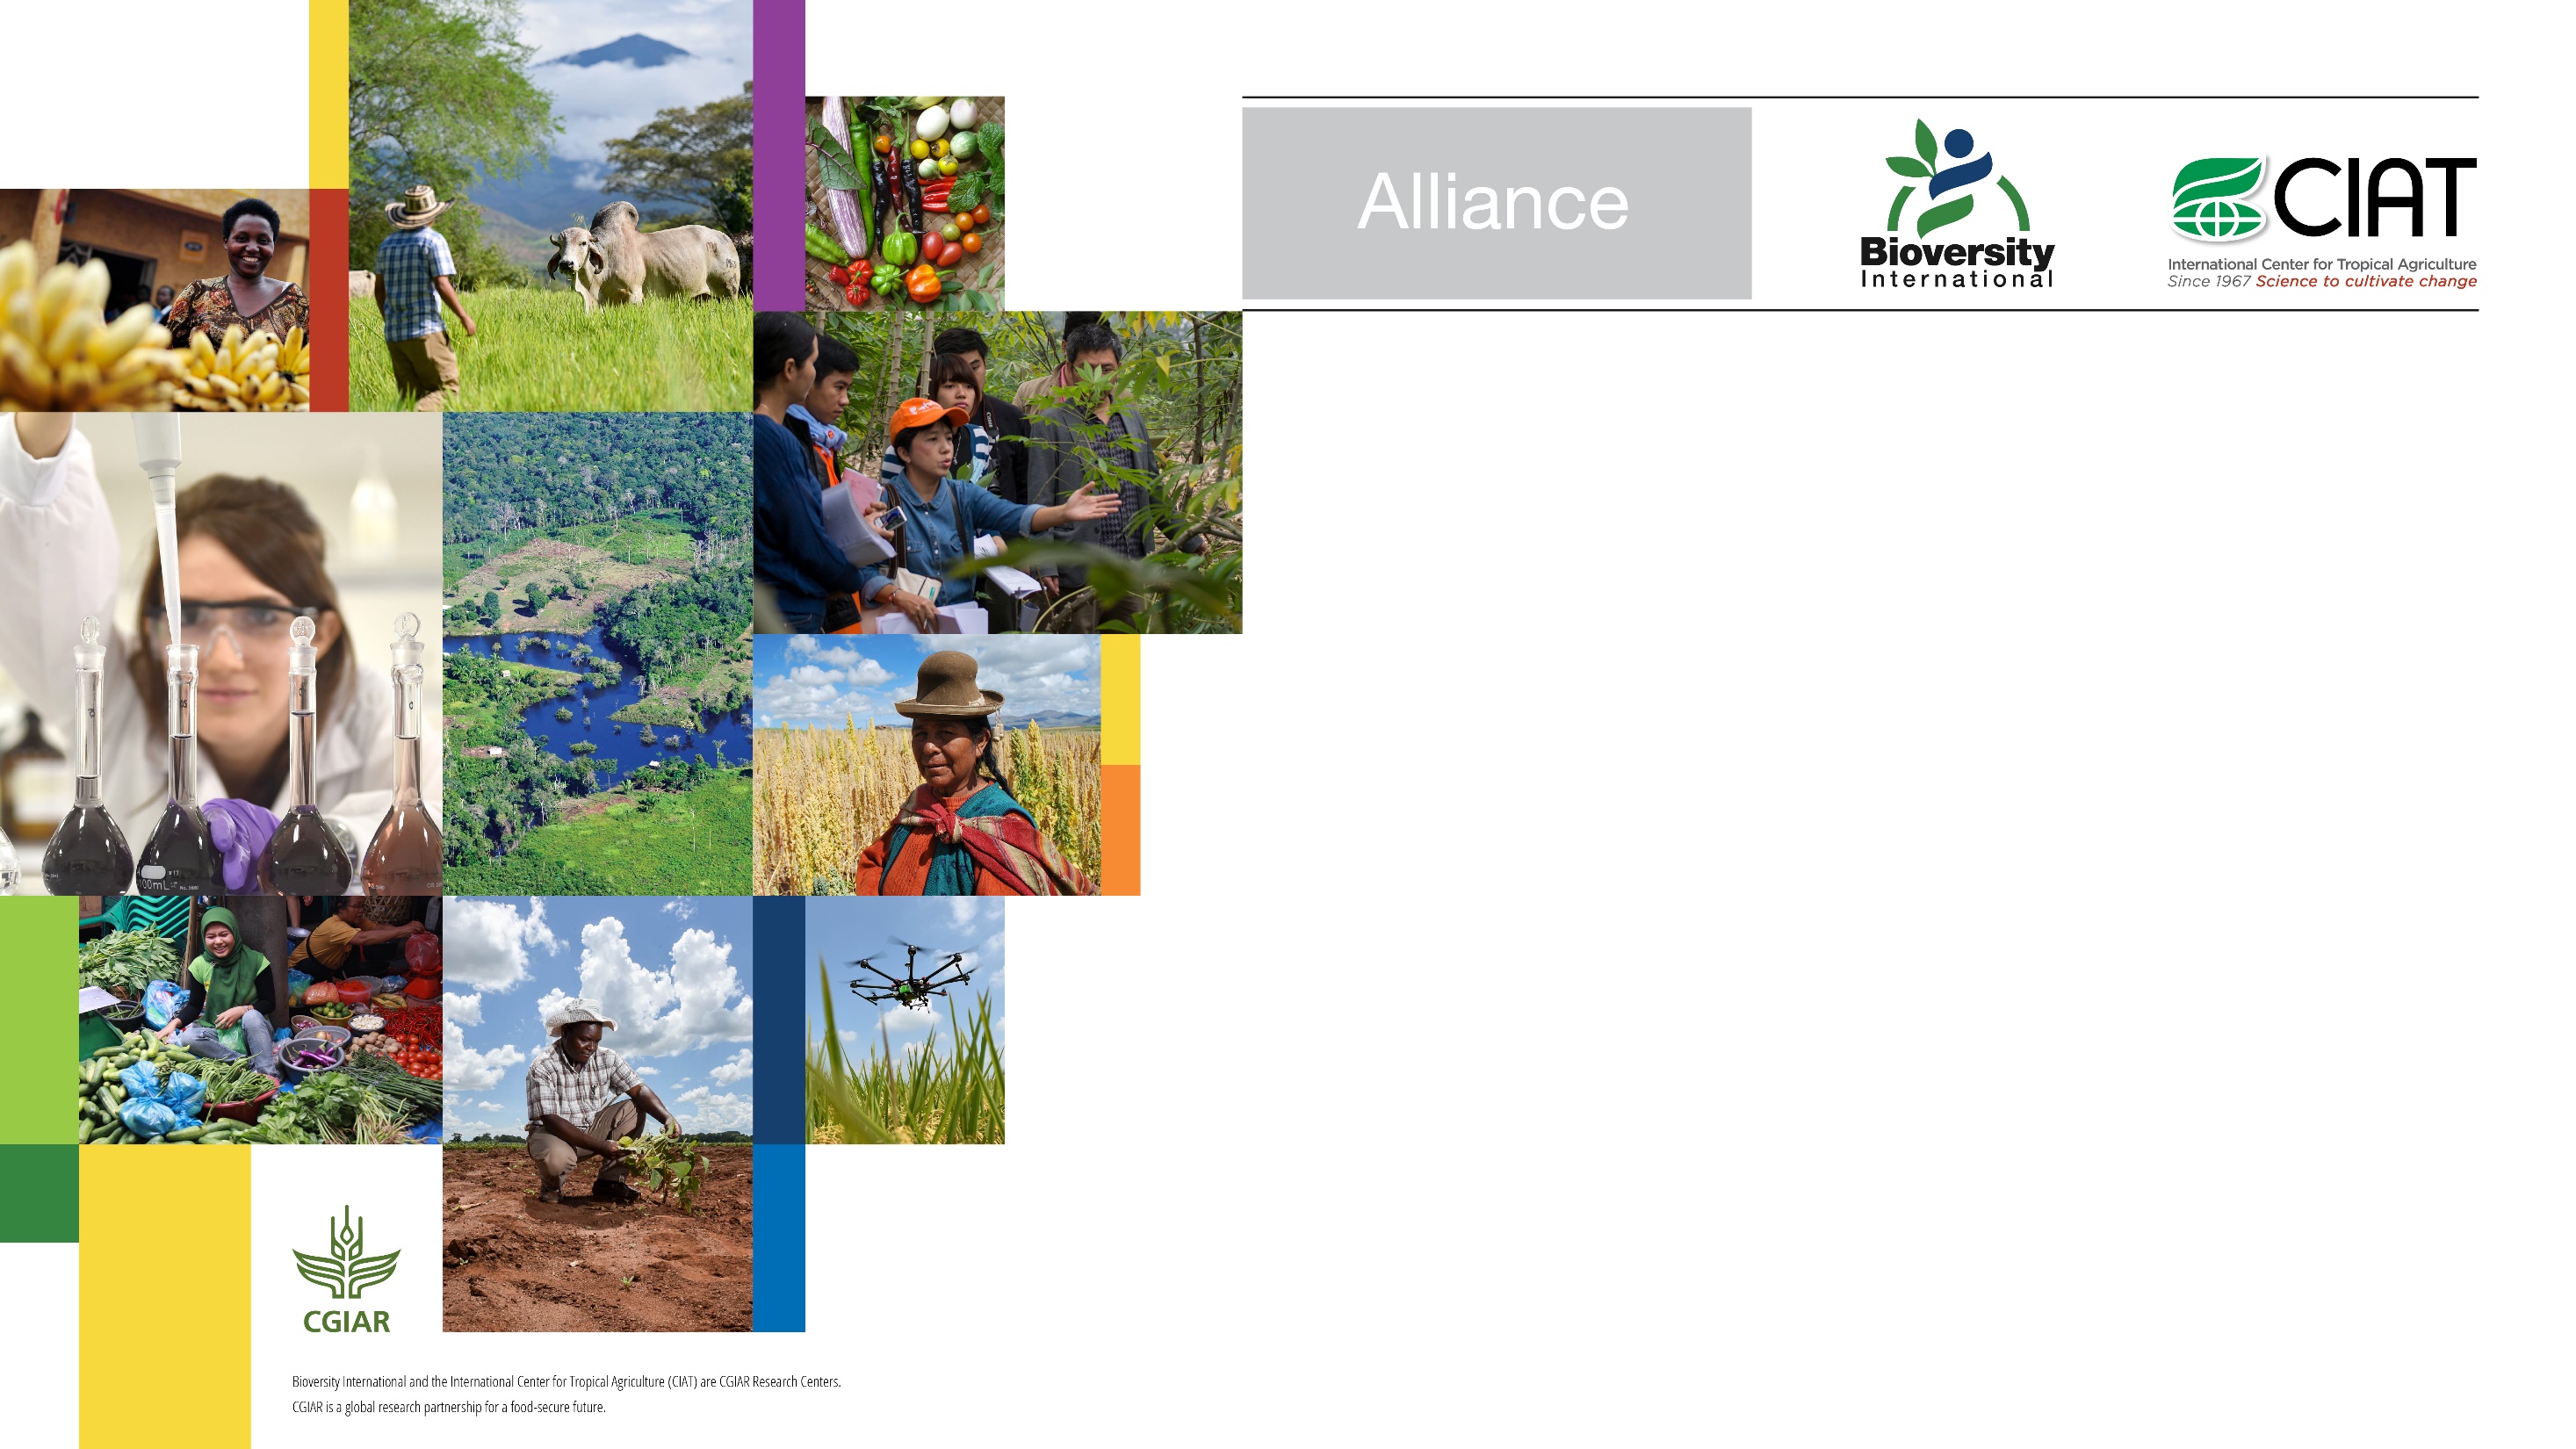 Alliance
Bioversity
International
CIAT
International Center for Tropical Agriculture
Since 1967 Science to cultivate change
100mL
CGIAR
Bioversity International and the International Center for Tropical Agriculture (CIAT) are CGIAR Research Centers.
CGIAR is a global research partnership for a food-secure future.